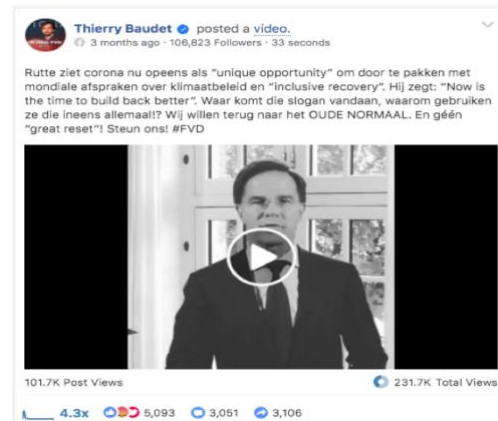 Thierry Baudet posted a video.
3 months ago · 106,823 Followers · 33 seconds
Rutte ziet corona nu opeens als "unique opportunity" om door te pakken met
mondiale afspraken over klimaatbeleid en "inclusive recovery". Hij zegt: "Now is
the time to build back better". Waar komt die slogan vandaan, waarom gebruiken
ze die ineens allemaal!? Wij willen terug naar het OUDE NORMAAL. En géén
"great reset"! Steun ons! #FVD
101.7K Post Views
231.7K Total Views
4.3x 5,093 3,051 3,106